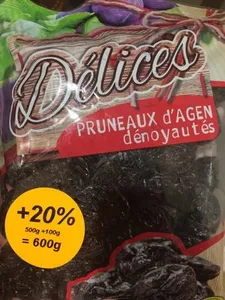 Délices
PRUNEAUX d'AGEN
dénoyautés
+20%
500g +100g
= 600g